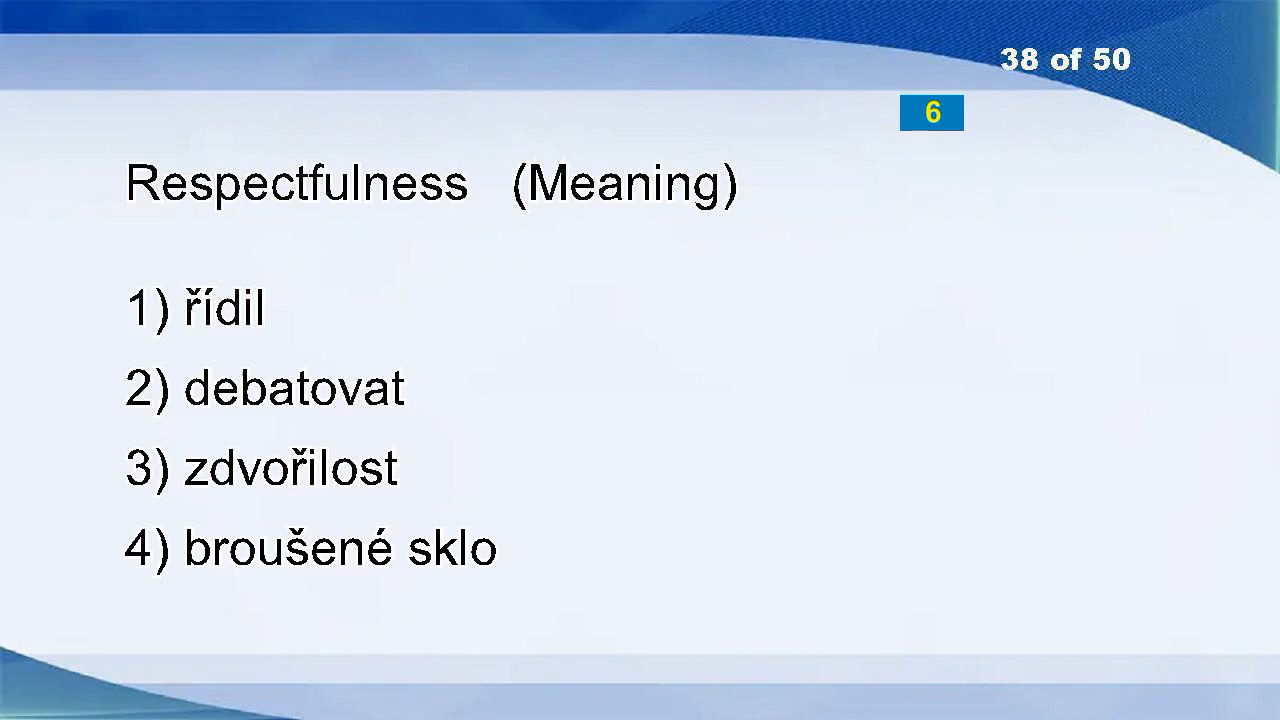 38 of 50
6
Respectfulness (Meaning)
1) řídil
2) debatovat
3) zdvořilost
4) broušené sklo